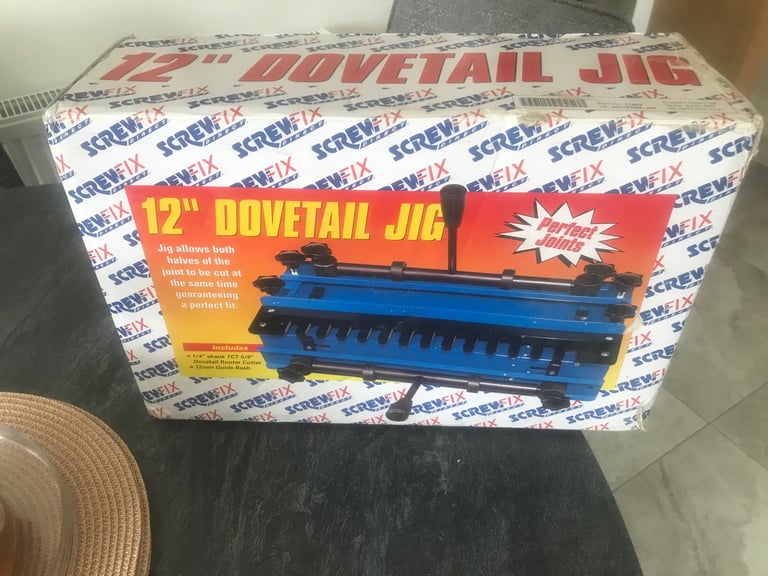 12" DOVETAIL JIG
SCREWFIX
DIRECT
12" DOVETAIL JIG
Jig allows both
halves of the
joint to be cut at
the same time
guaranteeing
a perfect fit.
Perfect
Joints
Includes
1/4" shank TCT 5/8"
Dovetail Router Cutter
12mm Guide Bush